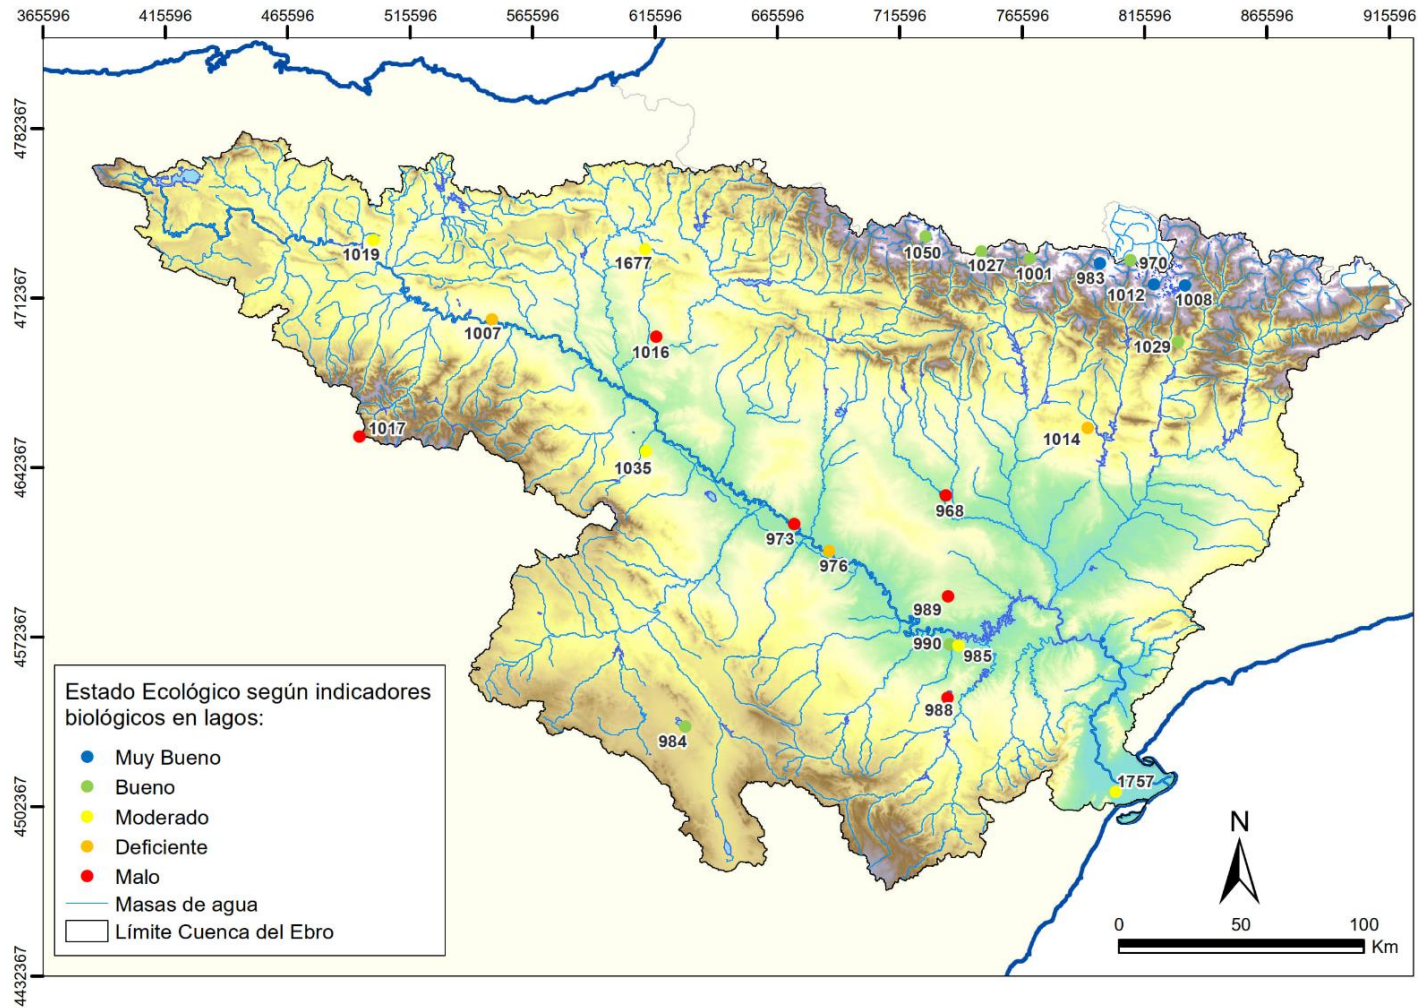 365596 415596 465596 515596 565596 615596 665596 715596 765596 815596 865596 915596
4782367
4712367
4642367
4572367
4502367
4432367
1019
1677
1050
1027
1001
983
970
1012
1008
1007
1016
1029
1017
1014
1035
968
973
976
989
990
985
988
984
1757
Estado Ecológico según indicadores
biológicos en lagos:
Muy Bueno
Bueno
Moderado
Deficiente
Malo
Masas de agua
Límite Cuenca del Ebro
N
0 50 100
Km